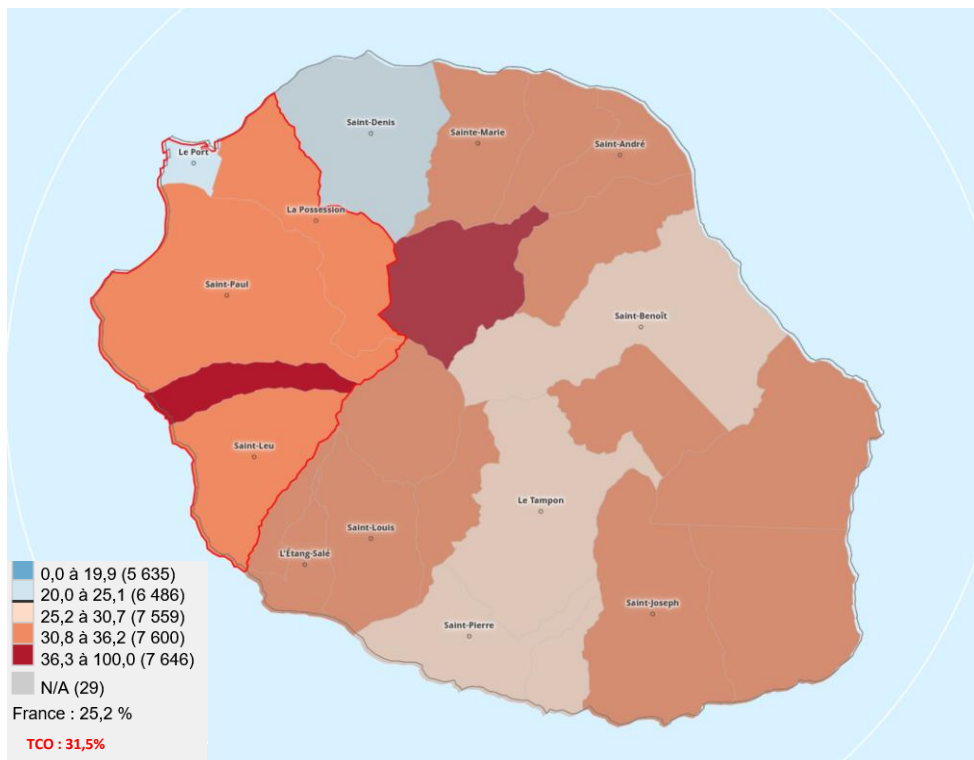 Saint-Denis
Sainte-Marie
Saint-André
Le Port
La Possession
Saint-Paul
Saint-Benoît
Saint-Leu
Le Tampon
Saint-Louis
L'Étang-Salé
Saint-Joseph
Saint-Pierre
0,0 à 19,9 (5 635)
20,0 à 25,1 (6 486)
25,2 à 30,7 (7 559)
30,8 à 36,2 (7 600)
36,3 à 100,0 (7 646)
N/A (29)
France : 25,2 %
TCO : 31,5%